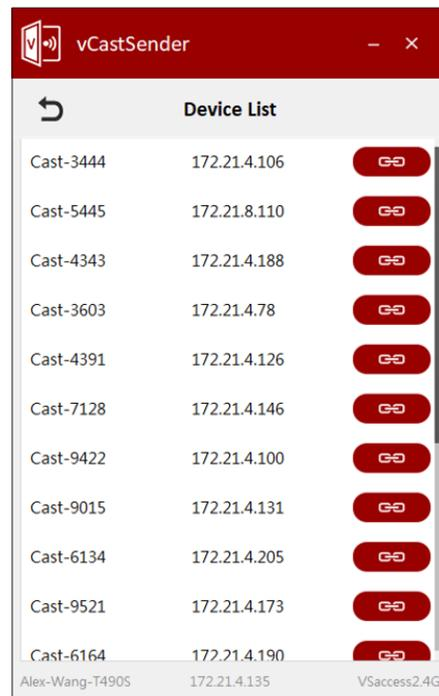 V vCastSender
Device List
Cast-3444 172.21.4.106
Cast-5445 172.21.8.110
Cast-4343 172.21.4.188
Cast-3603 172.21.4.78
Cast-4391 172.21.4.126
Cast-7128 172.21.4.146
Cast-9422 172.21.4.100
Cast-9015 172.21.4.131
Cast-6134 172.21.4.205
Cast-9521 172.21.4.173
Cast-6164 172.21.4.190
Alex-Wang-T490S 172.21.4.135 VSaccess2.4G